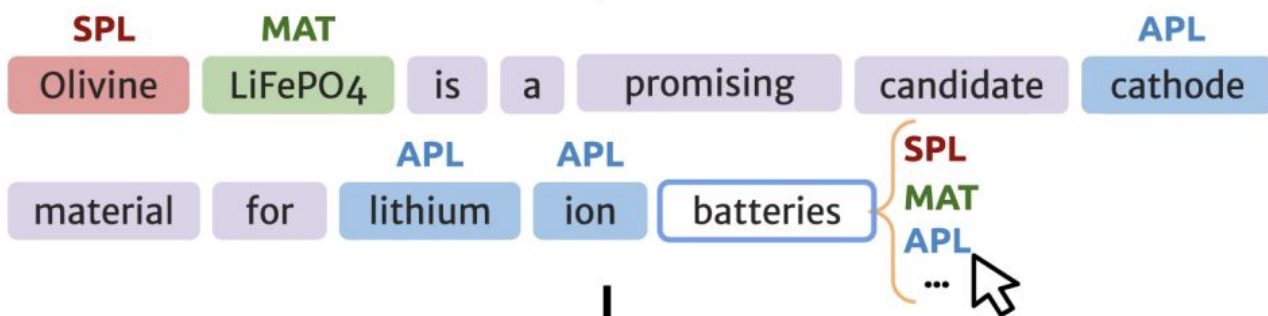 SPL MAT APL
Olivine LiFePO4 is a promising candidate cathode
APL APL SPL
MAT
material for lithium ion batteries
APL
...